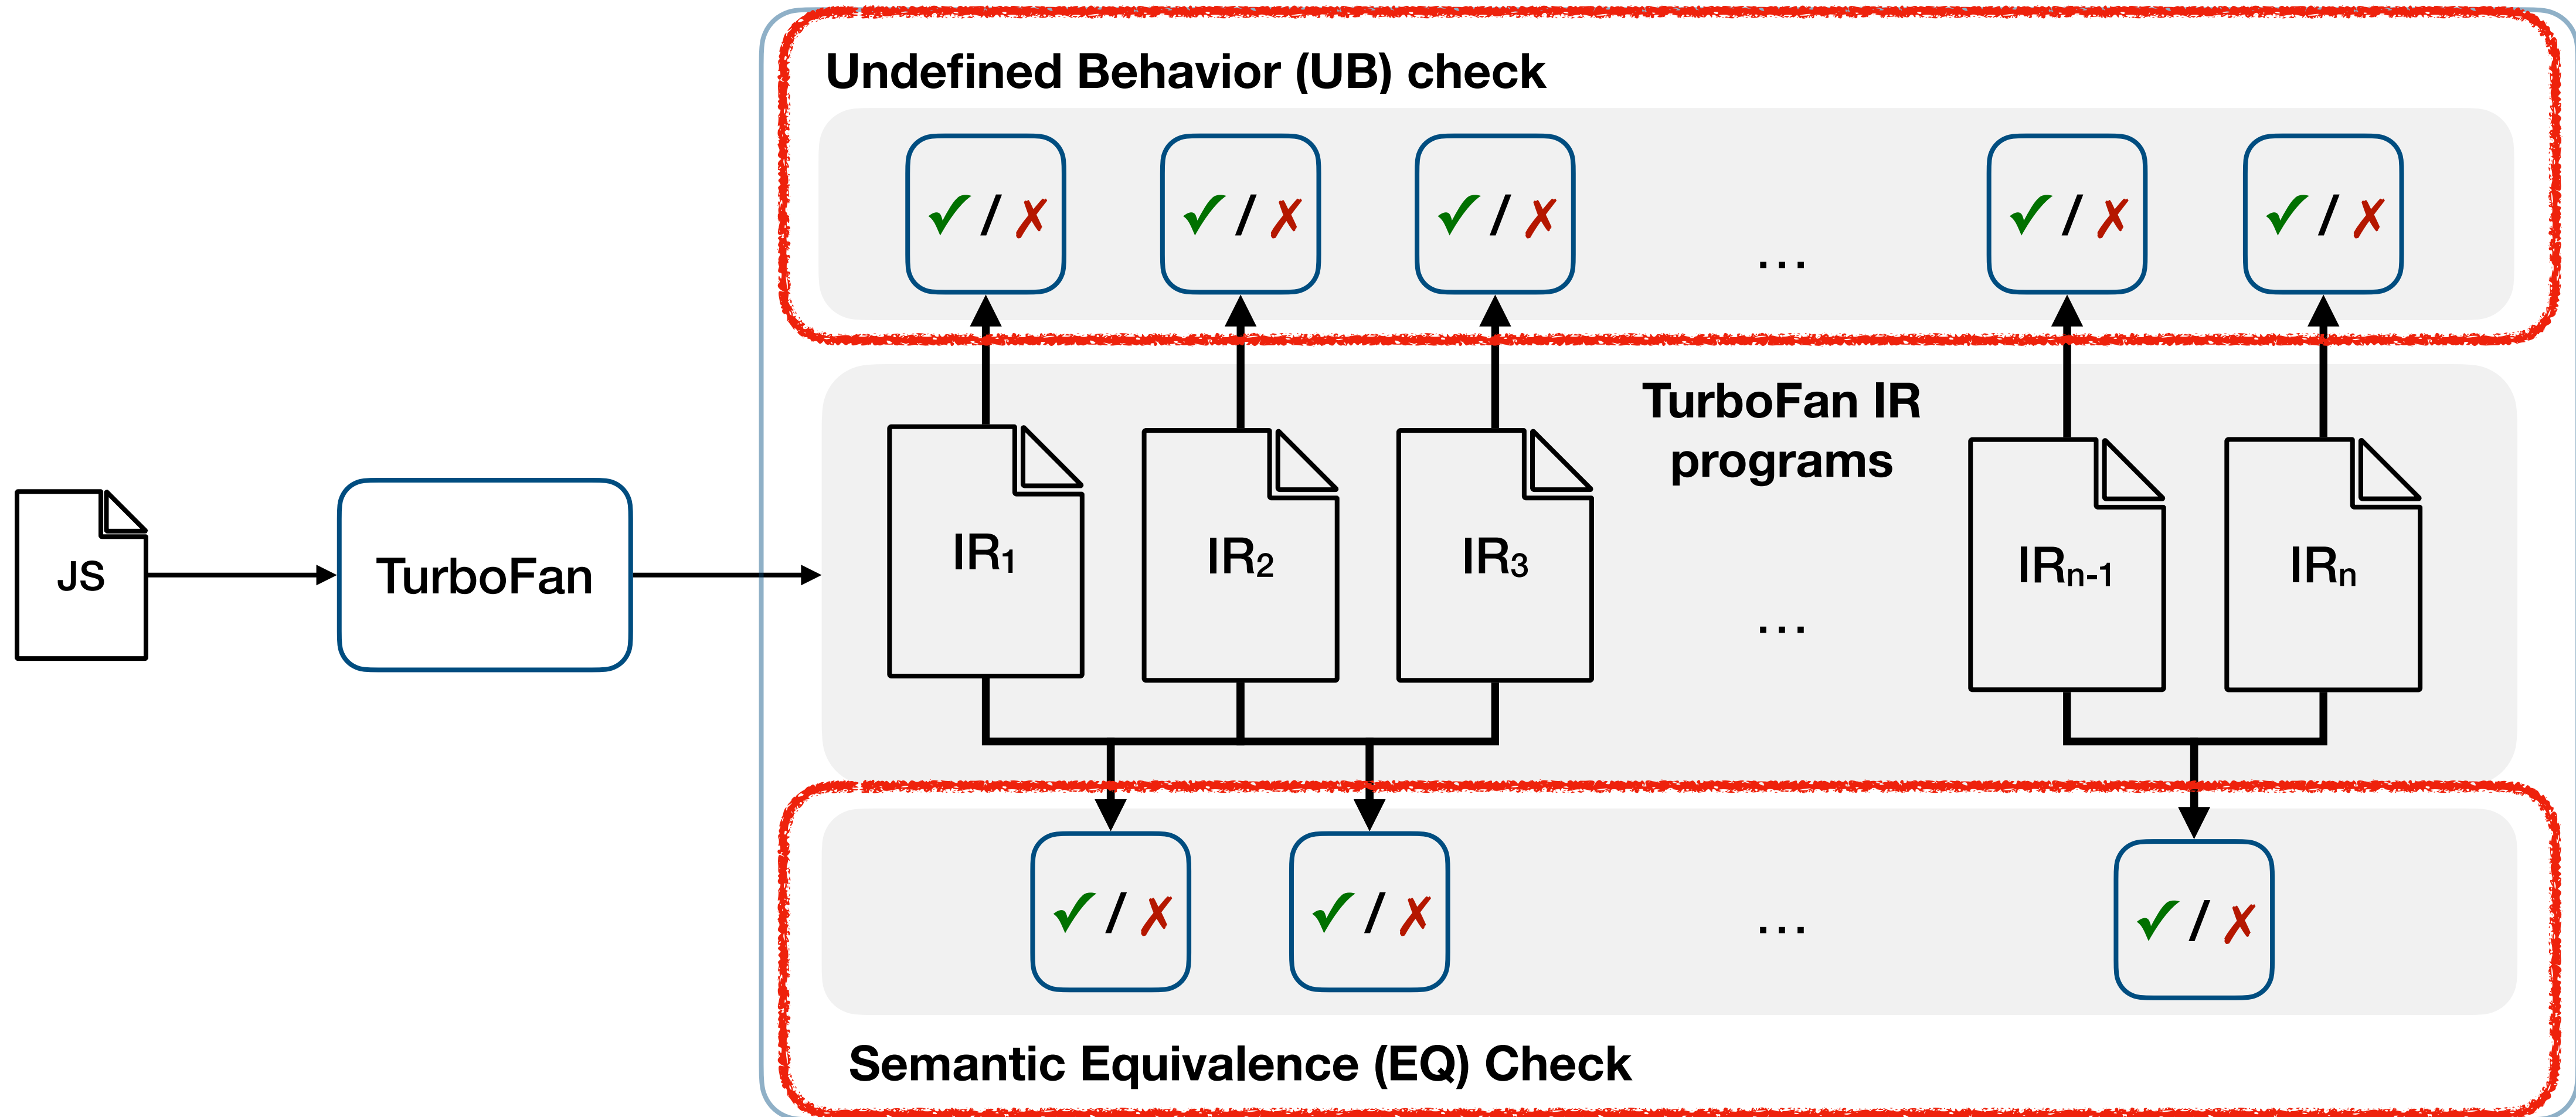 Undefined Behavior (UB) check
✓ / ✗
✓ / ✗
✓ / ✗
...
✓ / ✗
✓ / ✗
TurboFan IR
programs
JS
TurboFan
IR₁
IR₂
IR₃
...
IRₙ₋₁
IRₙ
✓ / ✗
✓ / ✗
...
✓ / ✗
Semantic Equivalence (EQ) Check